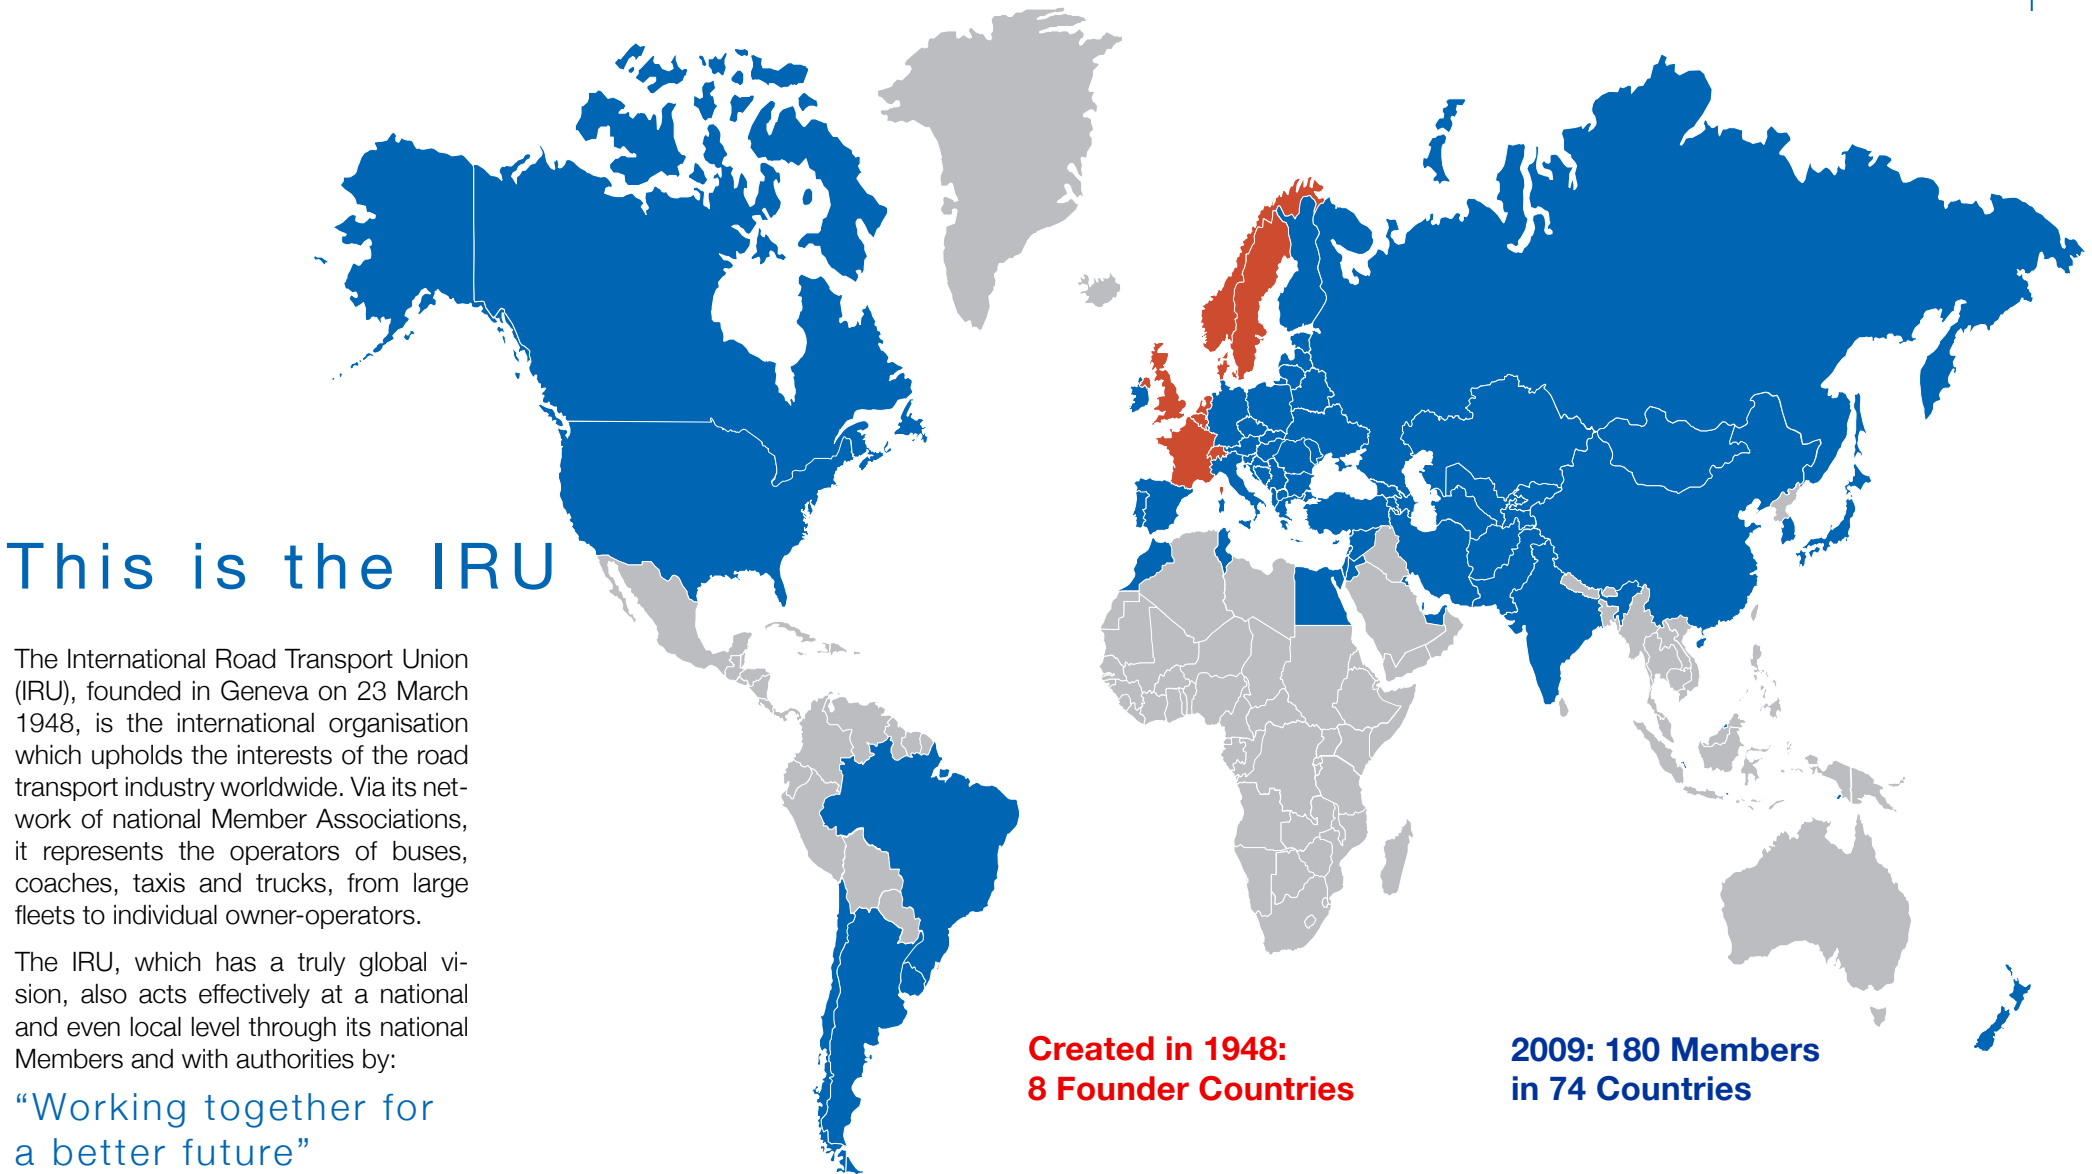 This is the IRU
The International Road Transport Union
(IRU), founded in Geneva on 23 March
1948, is the international organisation
which upholds the interests of the road
transport industry worldwide. Via its net-
work of national Member Associations,
it represents the operators of buses,
coaches, taxis and trucks, from large
fleets to individual owner-operators.
The IRU, which has a truly global vi-
sion, also acts effectively at a national
and even local level through its national
Members and with authorities by:
“Working together for
a better future”
Created in 1948:
8 Founder Countries
2009: 180 Members
in 74 Countries